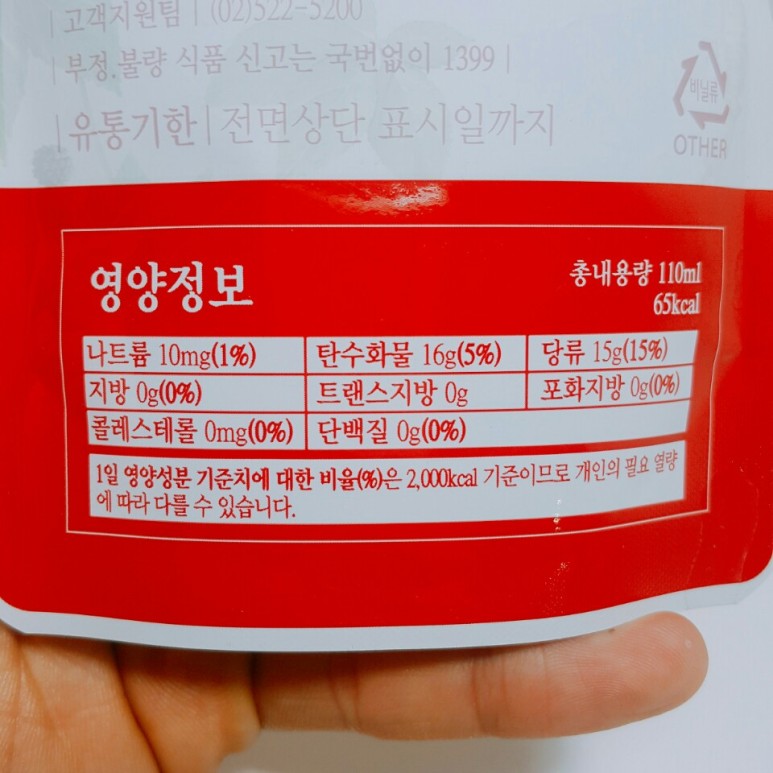 고객지원팀 | (02)522-5200
부정.불량 식품 신고는 국번없이 1399 |
유통기한 | 전면상단 표시일까지
비닐류
OTHER
영양정보
총내용량 110ml
65kcal
나트륨 10mg(1%) 탄수화물 16g(5%) 당류 15g(15%)
지방 0g(0%) 트랜스지방 0g 포화지방 0g(0%)
콜레스테롤 0mg(0%) 단백질 0g(0%)
1일 영양성분 기준치에 대한 비율(%)은 2,000kcal 기준이므로 개인의 필요 열량
에 따라 다를 수 있습니다.